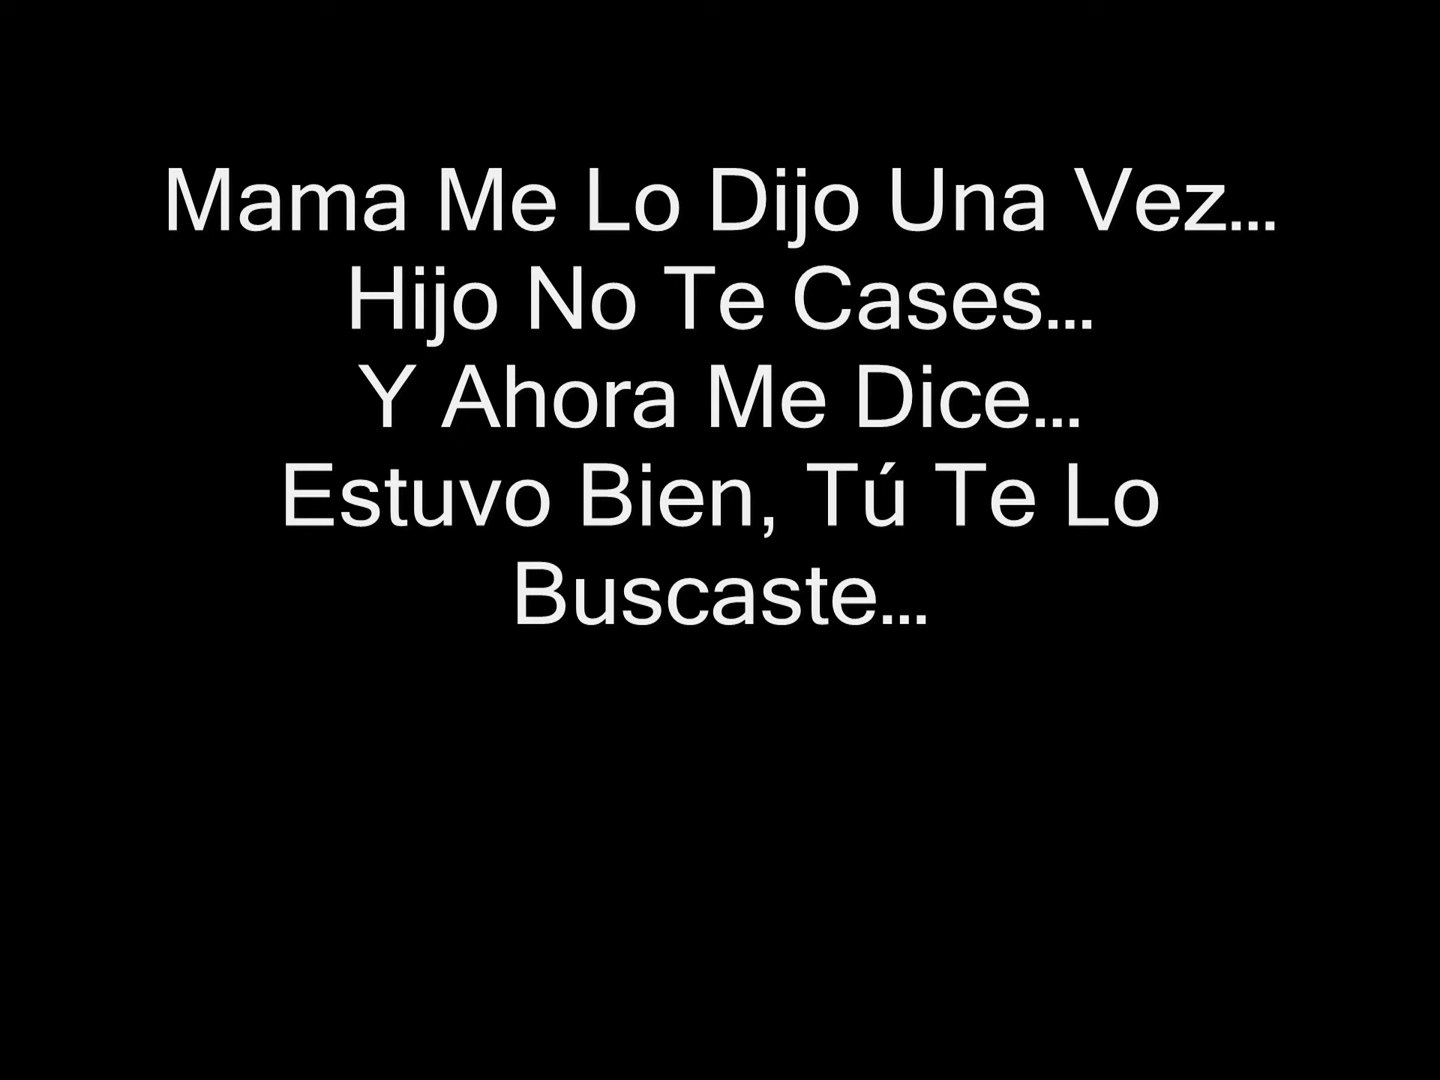 Mama Me Lo Dijo Una Vez...
Hijo No Te Cases...
Y Ahora Me Dice...
Estuvo Bien, Tú Te Lo
Buscaste...